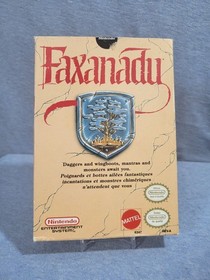 Faxanadu
Daggers and wingboots, mantras and
monsters await you.
Poignards et bottes ailées fantastiques
incantations et monstres chimériques
n'attendent que vous
Nintendo
ENTERTAINMENT
SYSTEM
MATTEL